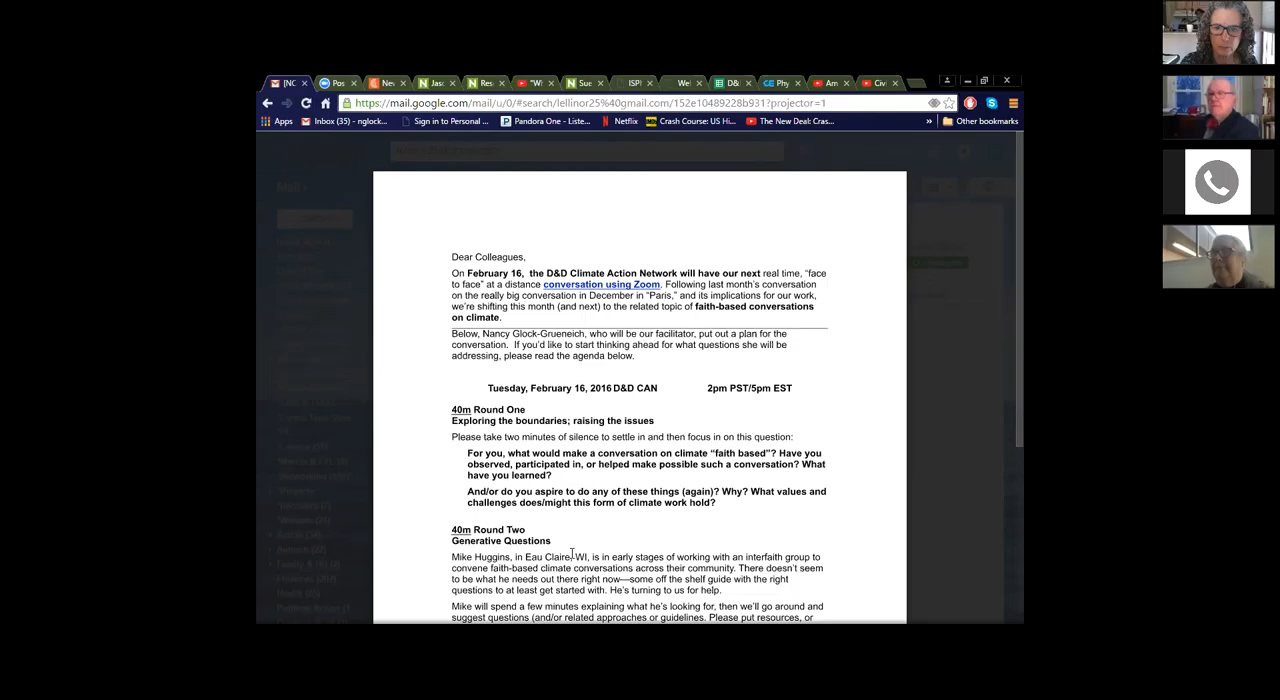 [NC
Pos
Nev
Jas
Res
"WI
Sue
ISPI
Wel
D&I
Phy
Am
Civi
https://mail.google.com/mail/u/0/#search/lellinor25%40gmail.com/152e10489228b931?projector=1
Apps
Inbox (35) - nglock...
Sign in to Personal ...
Pandora One - Liste...
Netflix
Crash Course: US Hi...
The New Deal: Cras...
»
Other bookmarks
Mail
Dear Colleagues,
On February 16, the D&D Climate Action Network will have our next real time, “face
to face” at a distance conversation using Zoom. Following last month’s conversation
on the really big conversation in December in “Paris,” and its implications for our work,
we’re shifting this month (and next) to the related topic of faith-based conversations
on climate.
Below, Nancy Glock-Grueneich, who will be our facilitator, put out a plan for the
conversation. If you’d like to start thinking ahead for what questions she will be
addressing, please read the agenda below.
Tuesday, February 16, 2016 D&D CAN 2pm PST/5pm EST
40m Round One
Exploring the boundaries; raising the issues
Please take two minutes of silence to settle in and then focus in on this question:
For you, what would make a conversation on climate “faith based”? Have you
observed, participated in, or helped make possible such a conversation? What
have you learned?
And/or do you aspire to do any of these things (again)? Why? What values and
challenges does/might this form of climate work hold?
40m Round Two
Generative Questions
Mike Huggins, in Eau Claire, WI, is in early stages of working with an interfaith group to
convene faith-based climate conversations across their community. There doesn’t seem
to be what he needs out there right now—some off the shelf guide with the right
questions to at least get started with. He’s turning to us for help.
Mike will spend a few minutes explaining what he’s looking for, then we’ll go around and
suggest questions (and/or related approaches or guidelines. Please put resources, or